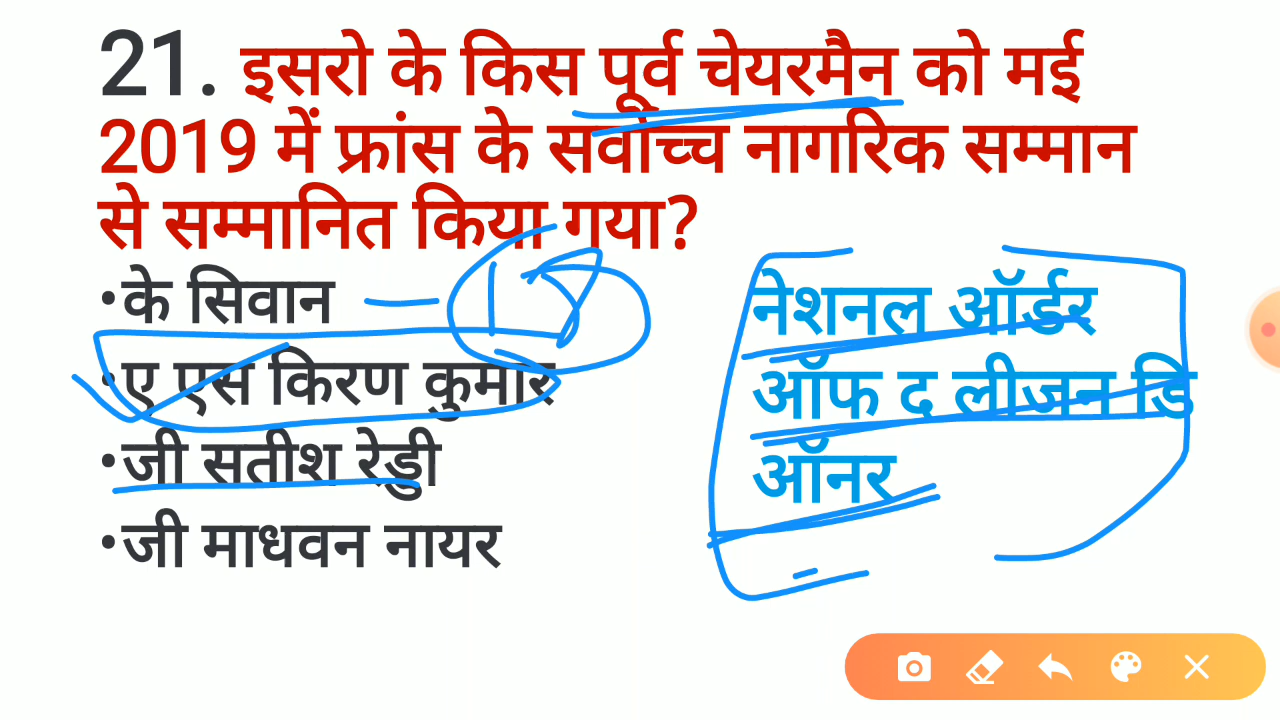 21. इसरो के किस पूर्व चेयरमैन को मई
2019 में फ्रांस के सर्वोच्च नागरिक सम्मान
से सम्मानित किया गया?
•के सिवान
•ए एस किरण कुमार
•जी सतीश रेड्डी
•जी माधवन नायर
नेशनल ऑर्डर
ऑफ द लीजन डि
ऑनर